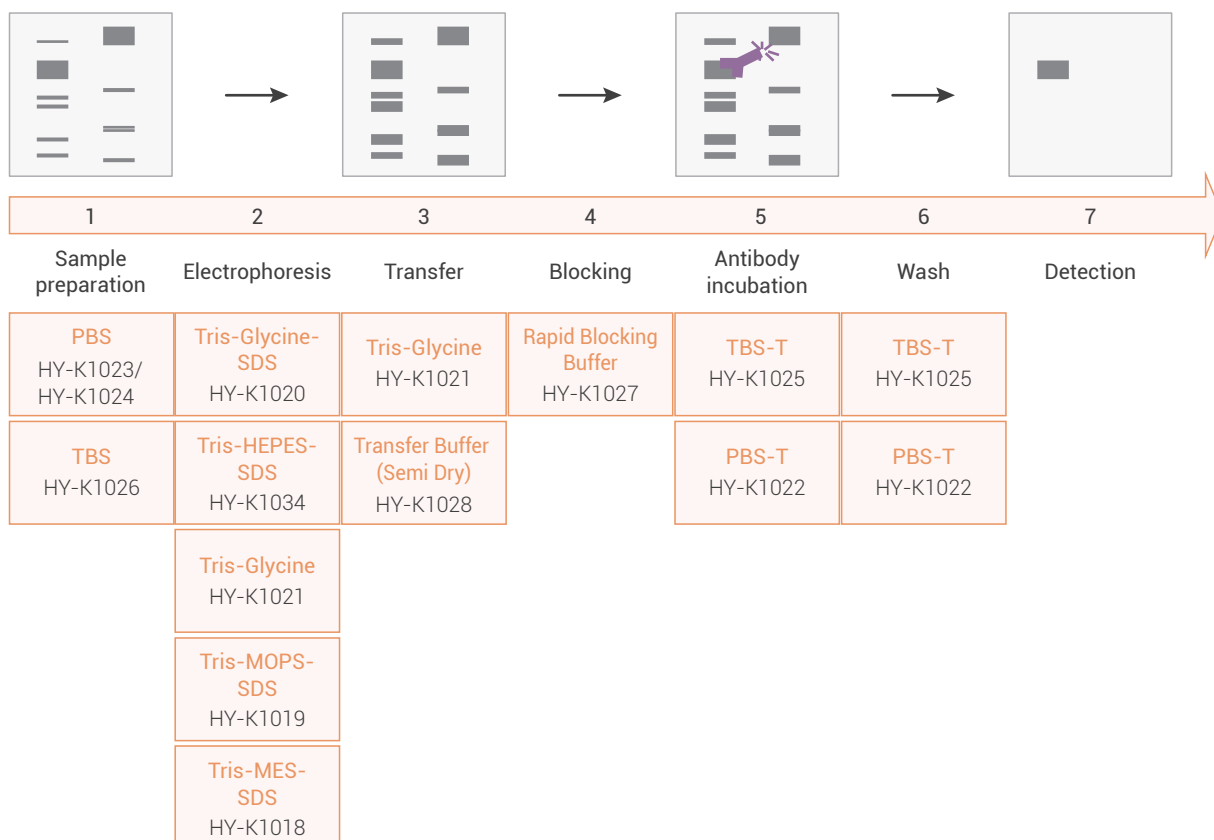 1 2 3 4 5 6 7
Sample
preparation
Electrophoresis
Transfer
Blocking
Antibody
incubation
Wash
Detection
PBS
HY-K1023/
HY-K1024
Tris-Glycine-
SDS
HY-K1020
Tris-Glycine
HY-K1021
Rapid Blocking
Buffer
HY-K1027
TBS-T
HY-K1025
TBS-T
HY-K1025
TBS
HY-K1026
Tris-HEPES-
SDS
HY-K1034
Transfer Buffer
(Semi Dry)
HY-K1028
PBS-T
HY-K1022
PBS-T
HY-K1022
Tris-Glycine
HY-K1021
Tris-MOPS-
SDS
HY-K1019
Tris-MES-
SDS
HY-K1018